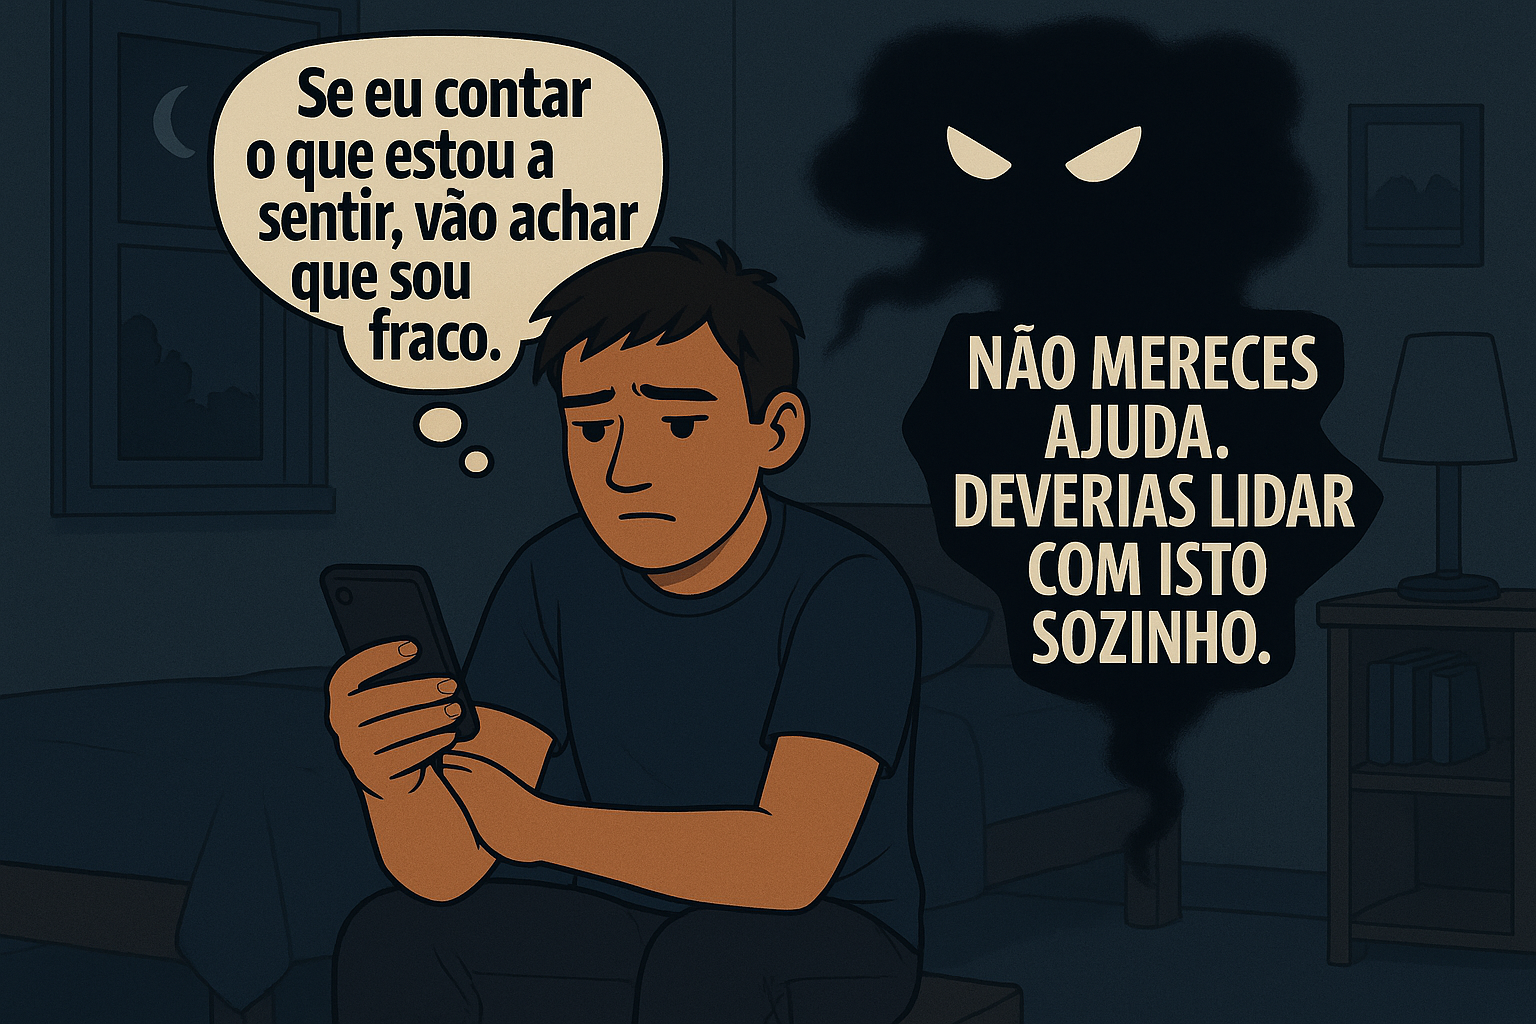 Se eu contar
o que estou a
sentir, vão achar
que sou
fraco.
NÃO MERECES
AJUDA.
DEVERIAS LIDAR
COM ISTO
SOZINHO.